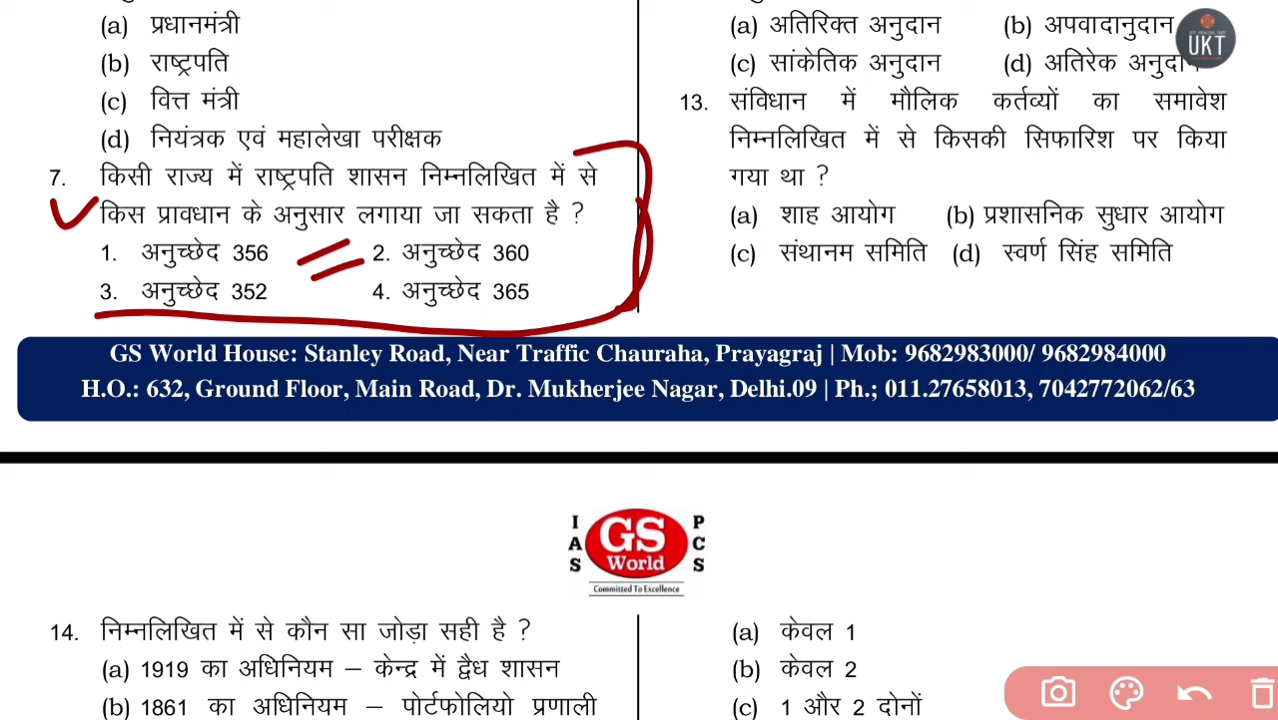 (a) प्रधानमंत्री
(b) राष्ट्रपति
(c) वित्त मंत्री
(d) नियंत्रक एवं महालेखा परीक्षक
7. किसी राज्य में राष्ट्रपति शासन निम्नलिखित में से
किस प्रावधान के अनुसार लगाया जा सकता है ?
1. अनुच्छेद 356 2. अनुच्छेद 360
3. अनुच्छेद 352 4. अनुच्छेद 365
(a) अतिरिक्त अनुदान (b) अपवादानुदान
(c) सांकेतिक अनुदान (d) अतिरेक
UKT
13. संविधान में मौलिक कर्तव्यों का समावेश
निम्नलिखित में से किसकी सिफारिश पर किया
गया था ?
(a) शाह आयोग (b) प्रशासनिक सुधार आयोग
(c) संथानम समिति (d) स्वर्ण सिंह समिति
GS World House: Stanley Road, Near Traffic Chauraha, Prayagraj | Mob: 9682983000/ 9682984000
H.O.: 632, Ground Floor, Main Road, Dr. Mukherjee Nagar, Delhi.09 | Ph.; 011.27658013, 7042772062/63
IAS GS World PCS
Committed To Excellence
14. निम्नलिखित में से कौन सा जोड़ा सही है ?
(a) 1919 का अधिनियम – केन्द्र में द्वैध शासन
(b) 1861 का अधिनियम – पोर्टफोलियो प्रणाली
(a) केवल 1
(b) केवल 2
(c) 1 और 2 दोनों